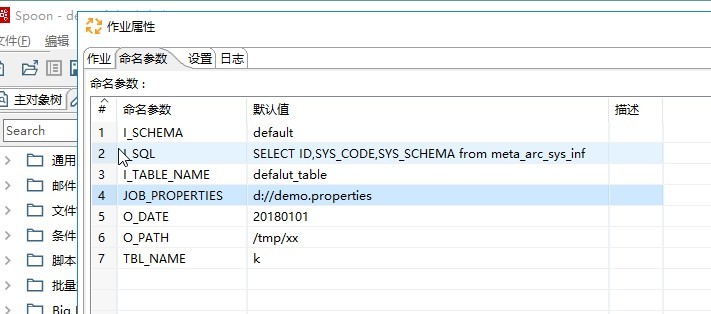 Spoon - de
作业属性
文件(F) 编辑
作业 命名参数 设置 日志
主对象树
命名参数：
Search
# 命名参数 默认值 描述
1 I_SCHEMA default
通用
2 I_SQL SELECT ID,SYS_CODE,SYS_SCHEMA from meta_arc_sys_inf
邮件
3 I_TABLE_NAME defalut_table
4 JOB_PROPERTIES d://demo.properties
文件
5 O_DATE 20180101
条件
6 O_PATH /tmp/xx
脚本
7 TBL_NAME k
批量
Big